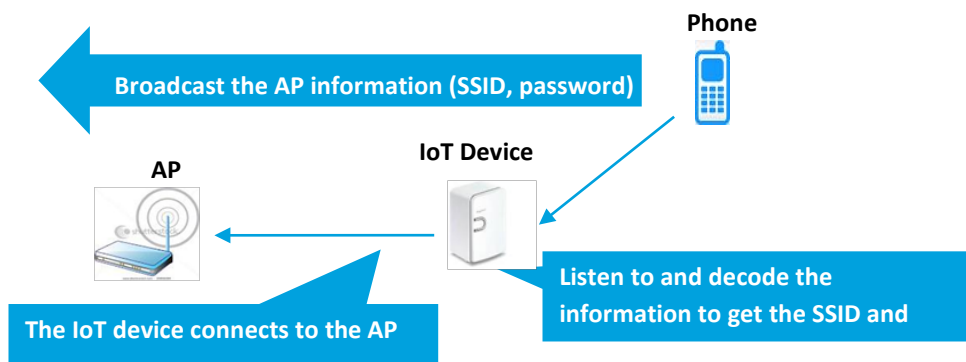 Phone
Broadcast the AP information (SSID, password)
IoT Device
AP
Listen to and decode the
information to get the SSID and
The IoT device connects to the AP